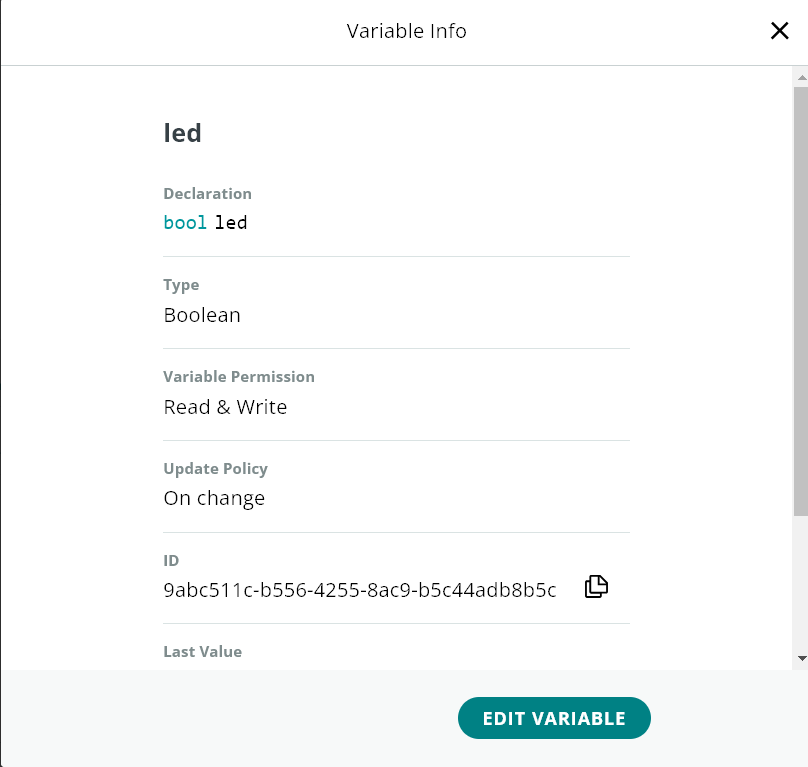 Variable Info
led
Declaration
bool led
Type
Boolean
Variable Permission
Read & Write
Update Policy
On change
ID
9abc511c-b556-4255-8ac9-b5c44adb8b5c
Last Value
EDIT VARIABLE